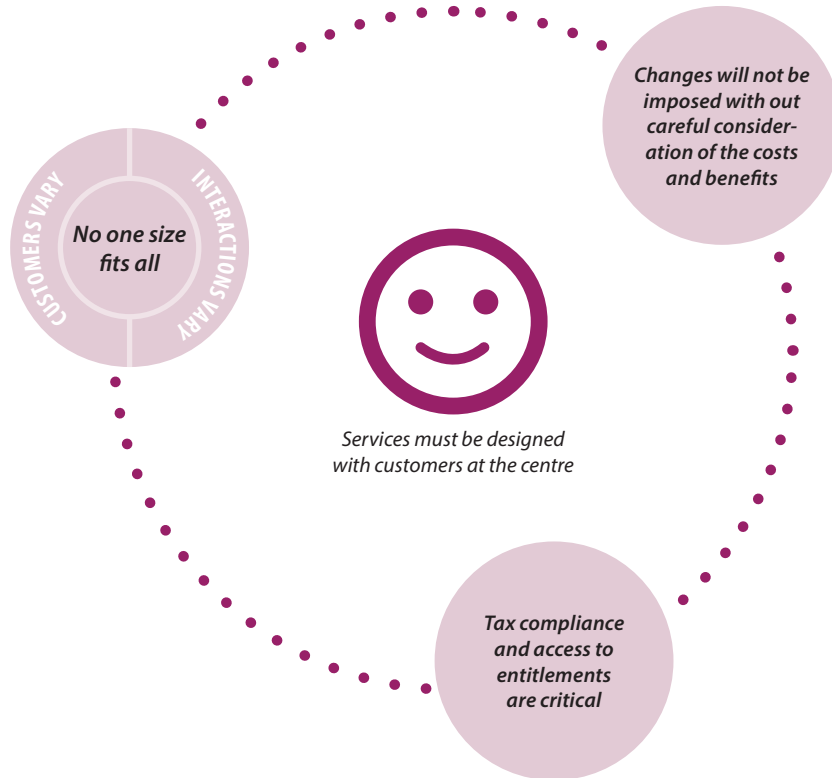 Changes will not be
imposed with out
careful consider-
ation of the costs
and benefits
CUSTOMERS VARY
INTERACTIONS VARY
No one size
fits all
Services must be designed
with customers at the centre
Tax compliance
and access to
entitlements
are critical